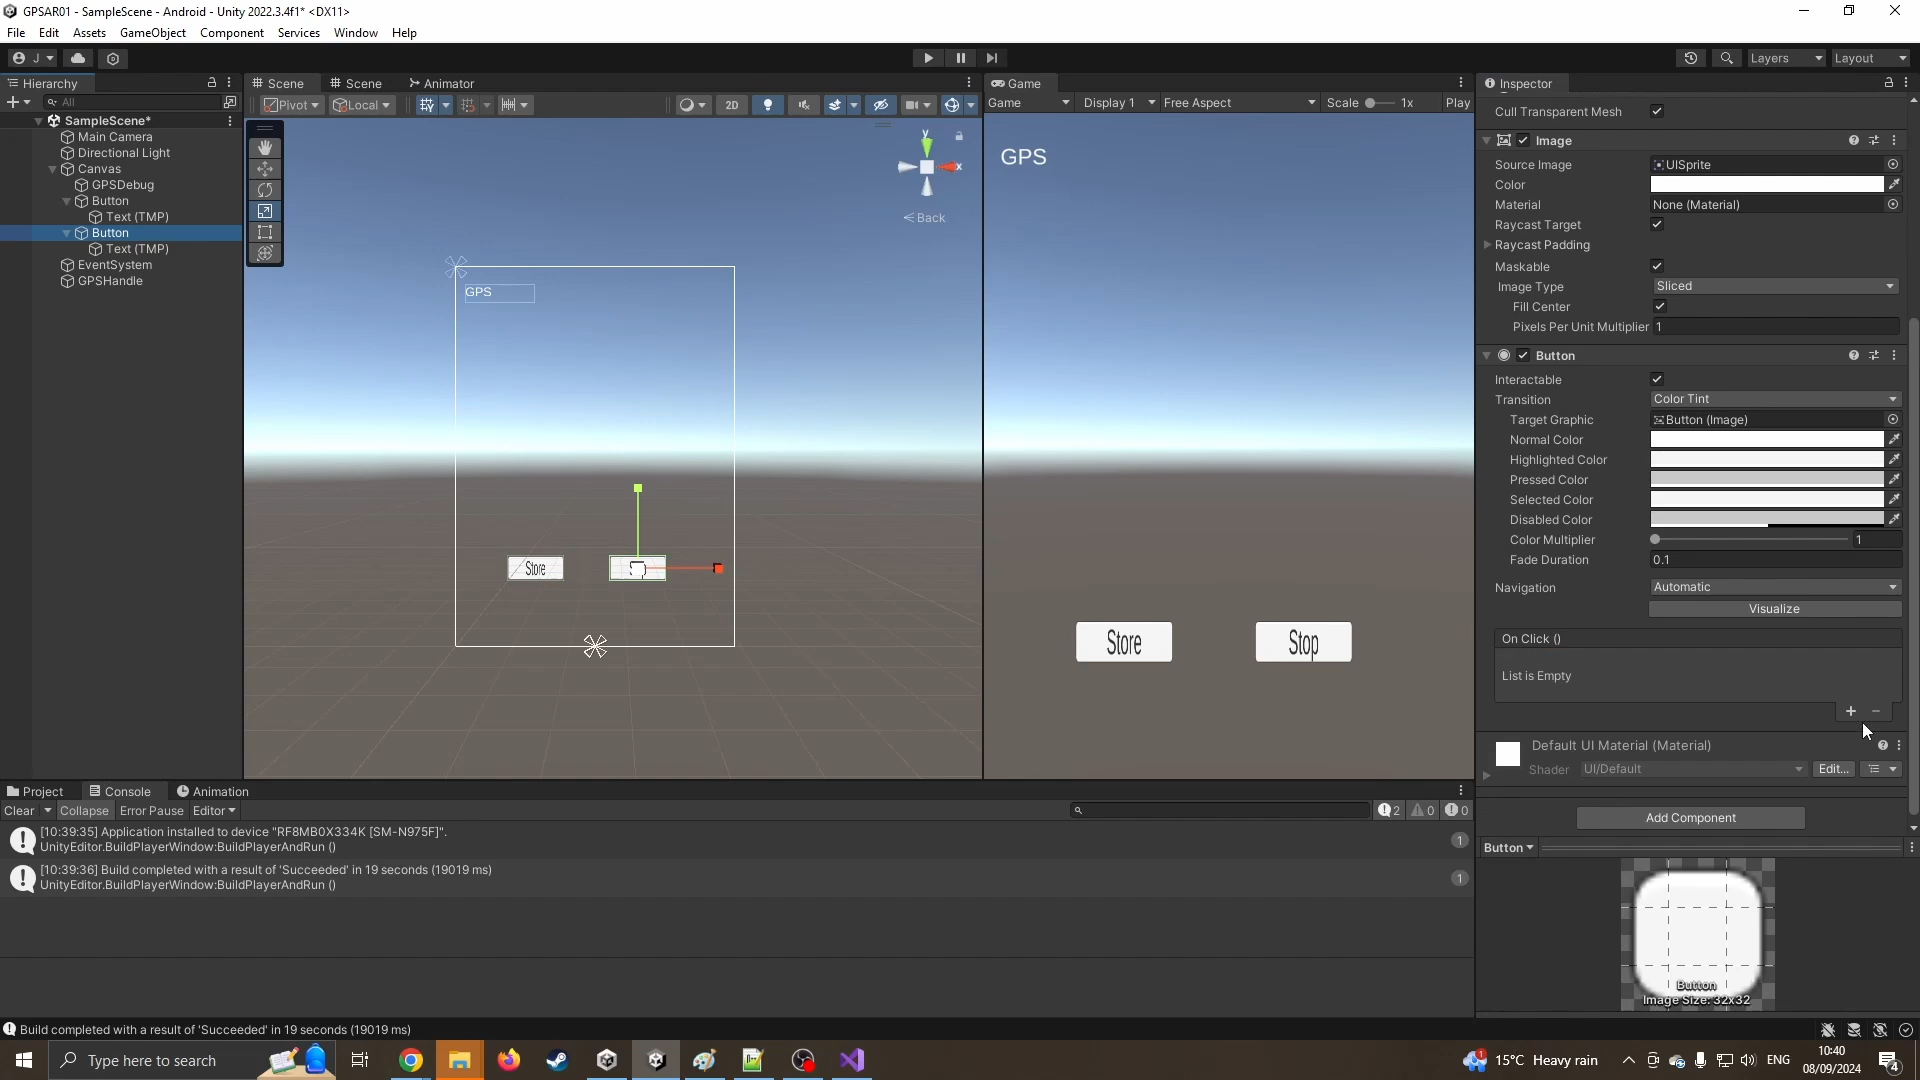 GPSAR01 - SampleScene - Android - Unity 2022.3.4f1* <DX11>
File Edit Assets GameObject Component Services Window Help
J Layers Layout
Hierarchy
All
SampleScene*
Main Camera
Directional Light
Canvas
GPSDebug
Button
Text (TMP)
Button
Text (TMP)
EventSystem
GPSHandle
Scene Scene Animator
Pivot Local 2D
y
x
Back
GPS
Store
Game
Game Display 1 Free Aspect Scale 1x Play
GPS
Store Stop
Inspector
Cull Transparent Mesh
Image
Source Image UISprite
Color
Material None (Material)
Raycast Target
Raycast Padding
Maskable
Image Type Sliced
Fill Center
Pixels Per Unit Multiplier 1
Button
Interactable
Transition Color Tint
Target Graphic Button (Image)
Normal Color
Highlighted Color
Pressed Color
Selected Color
Disabled Color
Color Multiplier 1
Fade Duration 0.1
Navigation Automatic
Visualize
On Click ()
List is Empty
Default UI Material (Material)
Shader UI/Default Edit...
Add Component
Button
Button
Image Size: 32x32
Project Console Animation
Clear Collapse Error Pause Editor 2 0 0
[10:39:35] Application installed to device "RF8MB0X334K [SM-N975F]".
UnityEditor.BuildPlayerWindow:BuildPlayerAndRun ()
1
[10:39:36] Build completed with a result of 'Succeeded' in 19 seconds (19019 ms)
UnityEditor.BuildPlayerWindow:BuildPlayerAndRun ()
1
Build completed with a result of 'Succeeded' in 19 seconds (19019 ms)
Type here to search
1 15°C Heavy rain ENG 10:40
08/09/2024
4